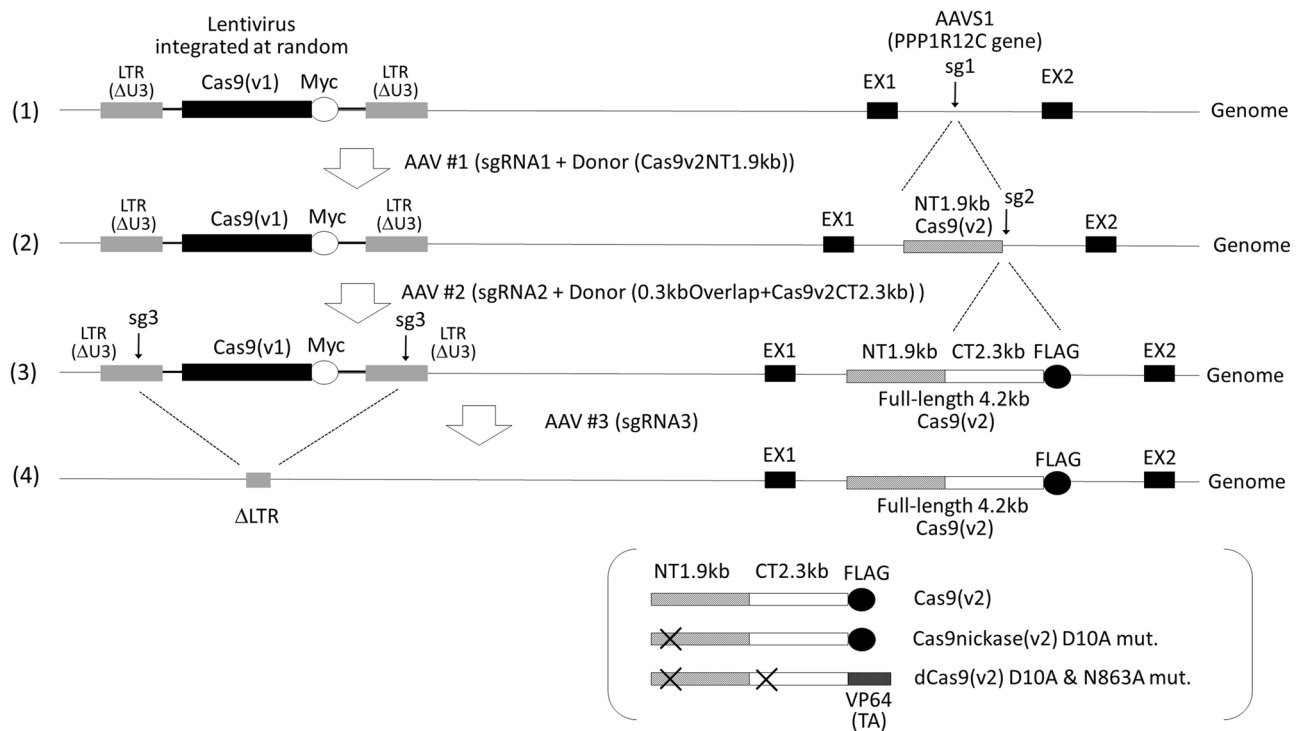 Lentivirus
integrated at random
AAVS1
(PPP1R12C gene)
LTR
(ΔU3)
Cas9(v1)
Myc
LTR
(ΔU3)
sg1
EX1
EX2
(1)
Genome
AAV #1 (sgRNA1 + Donor (Cas9v2NT1.9kb))
LTR
(ΔU3)
Cas9(v1)
Myc
LTR
(ΔU3)
EX1
NT1.9kb
Cas9(v2)
sg2
EX2
(2)
Genome
AAV #2 (sgRNA2 + Donor (0.3kbOverlap+Cas9v2CT2.3kb) )
LTR
(ΔU3)
sg3
Cas9(v1)
Myc
sg3
LTR
(ΔU3)
EX1
NT1.9kb
CT2.3kb
FLAG
EX2
(3)
Genome
Full-length 4.2kb
Cas9(v2)
AAV #3 (sgRNA3)
EX1
FLAG
EX2
(4)
Genome
ΔLTR
Full-length 4.2kb
Cas9(v2)
NT1.9kb
CT2.3kb
FLAG
Cas9(v2)
Cas9nickase(v2) D10A mut.
dCas9(v2) D10A & N863A mut.
VP64
(TA)